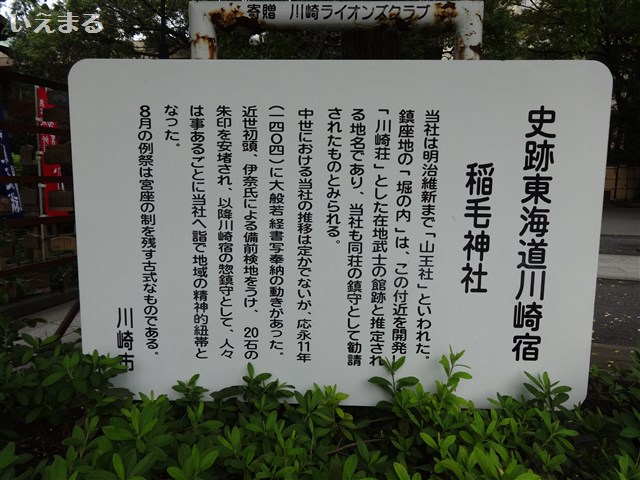 いえまる
寄贈 川崎ライオンズクラブ
史跡東海道川崎宿
稲毛神社
当社は明治維新まで「山王社」といわれた。
鎮座地の「堀の内」は、この付近を開発
「川崎荘」とした在地武士の館跡と推定され
る地名であり、当社も同荘の鎮守として勧請
されたものとみられる。
中世における当社の推移は定かでないが、応永11年
(一四〇四)に大般若経書写奉納の動きがあった。
近世初頭、伊奈氏による備前検地をうけ、20石の
朱印を安堵され、以降川崎宿の惣鎮守として、人々
は事あるごとに当社へ詣で地域の精神的紐帯と
なった。
8月の例祭は宮座の制を残す古式なものである。
川崎市